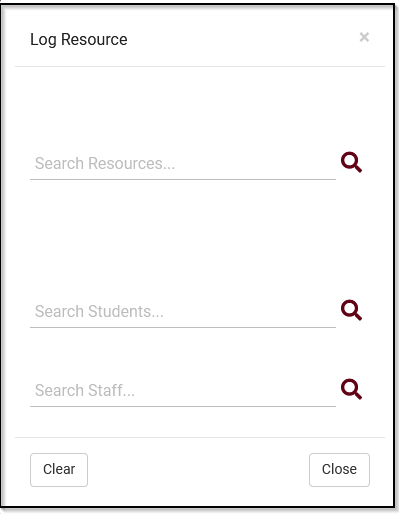 Log Resource ×
Search Resources...
Search Students...
Search Staff...
Clear Close